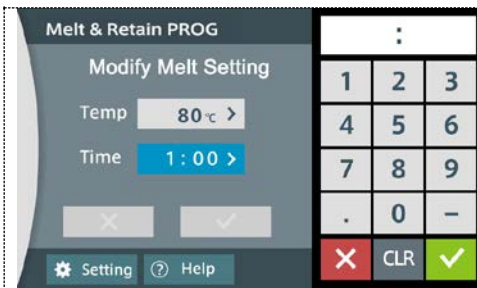 Melt & Retain PROG
Modify Melt Setting
Temp 80℃ >
Time 1:00 >
Setting ? Help
:
1 2 3
4 5 6
7 8 9
. 0 –
CLR